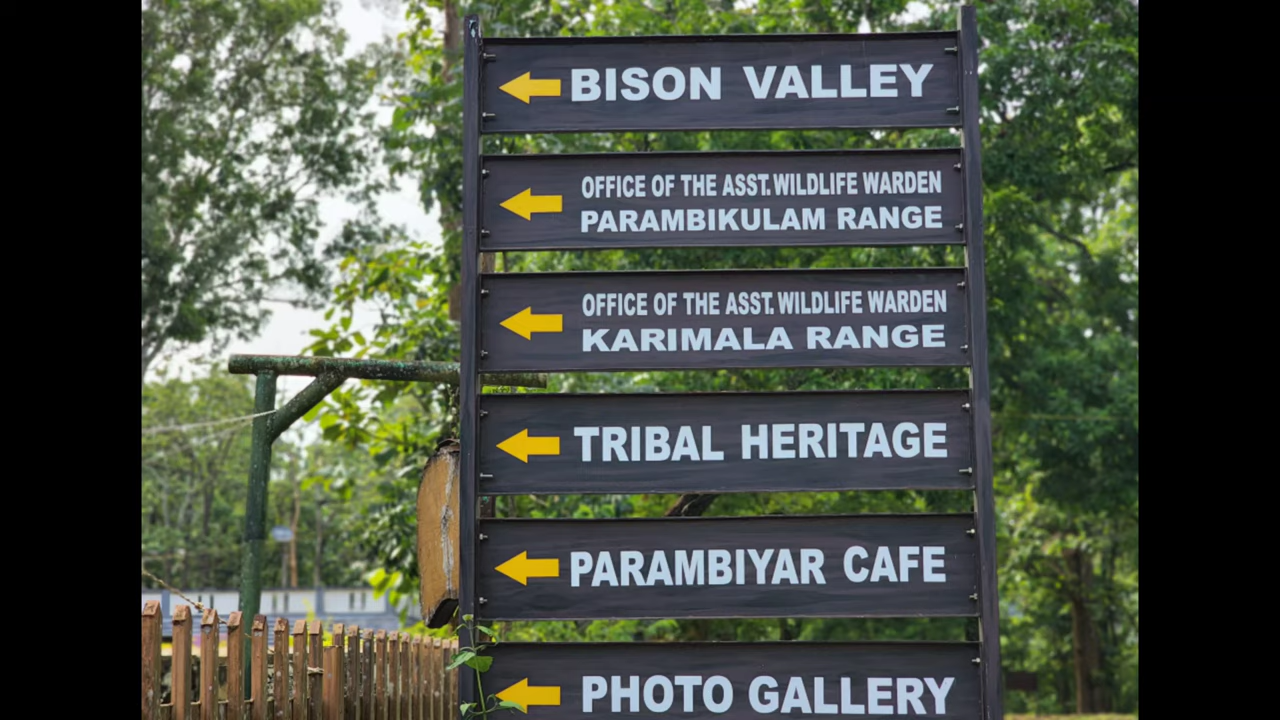 BISON VALLEY
OFFICE OF THE ASST.WILDLIFE WARDEN
PARAMBIKULAM RANGE
OFFICE OF THE ASST.WILDLIFE WARDEN
KARIMALA RANGE
TRIBAL HERITAGE
PARAMBIYAR CAFE
PHOTO GALLERY